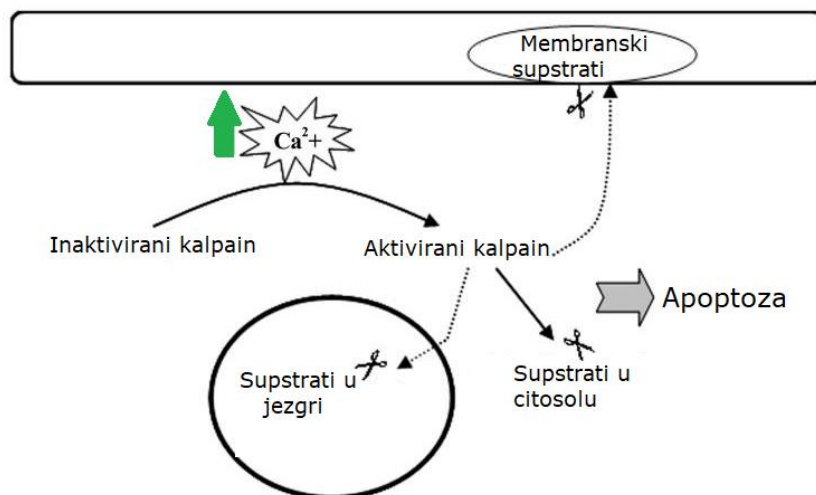 Membranski
supstrati
Ca²+
Inaktivirani kalpain
Aktivirani kalpain
Apoptoza
Supstrati u
jezgri
Supstrati u
citosolu